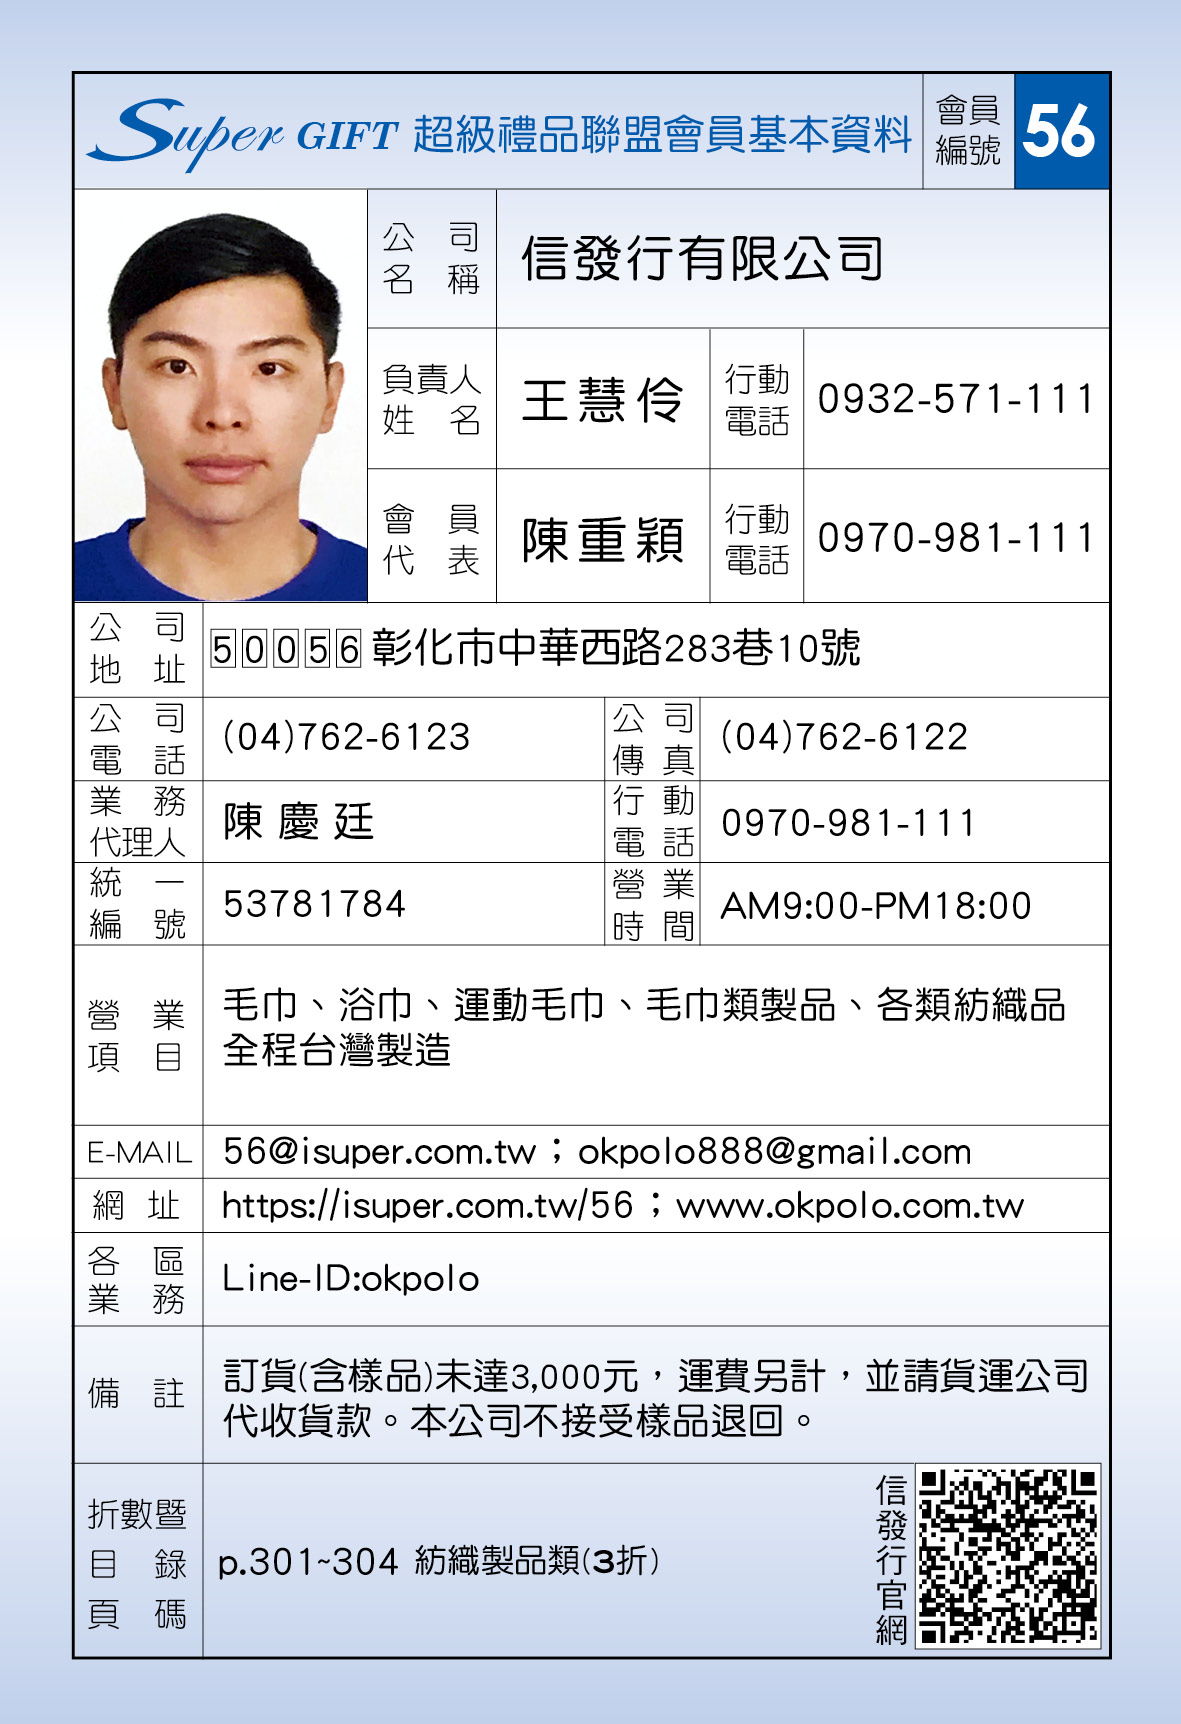 Super GIFT 超級禮品聯盟會員基本資料
會員編號 56
公司名稱 信發行有限公司
負責人姓名 王慧伶 行動電話 0932-571-111
會員代表 陳重穎 行動電話 0970-981-111
公司地址 50056 彰化市中華西路283巷10號
公司電話 (04)762-6123 公司傳真 (04)762-6122
業務代理人 陳慶廷 行動電話 0970-981-111
統一編號 53781784 營業時間 AM9:00-PM18:00
營業項目 毛巾、浴巾、運動毛巾、毛巾類製品、各類紡織品
全程台灣製造
E-MAIL 56@isuper.com.tw；okpolo888@gmail.com
網址 https://isuper.com.tw/56；www.okpolo.com.tw
各區業務 Line-ID:okpolo
備註 訂貨(含樣品)未達3,000元，運費另計，並請貨運公司
代收貨款。本公司不接受樣品退回。
折數暨目錄頁碼 p.301~304 紡織製品類(3折)
信發行官網